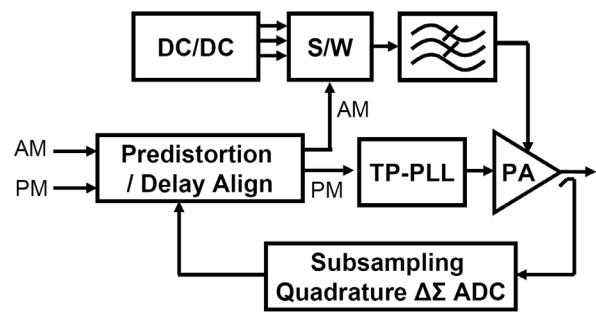 DC/DC
S/W
AM
AM
Predistortion
/ Delay Align
PM
PM
TP-PLL
PA
Subsampling
Quadrature ΔΣ ADC